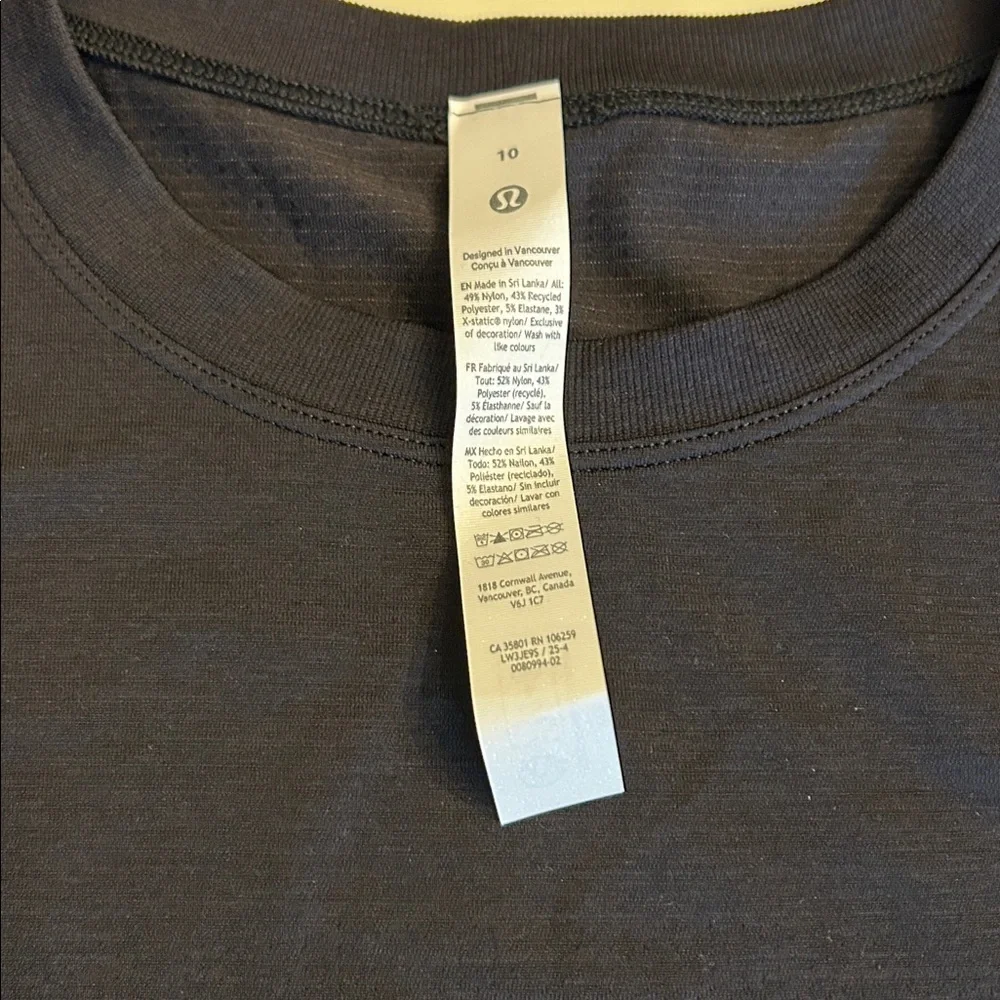 10
Designed in Vancouver
Conçu à Vancouver
EN Made in Sri Lanka/ All:
49% Nylon, 43% Recycled
Polyester, 5% Elastane, 3%
X-static® nylon/ Exclusive
of decoration/ Wash with
like colours
FR Fabriqué au Sri Lanka/
Tout: 52% Nylon, 43%
Polyester (recyclé),
5% Élasthanne/ Sauf la
décoration/ Lavage avec
des couleurs similaires
MX Hecho en Sri Lanka/
Todo: 52% Nailon, 43%
Poliéster (reciclado),
5% Elastano/ Sin incluir
decoración/ Lavar con
colores similares
1818 Cornwall Avenue,
Vancouver, BC, Canada
V6J 1C7
CA 35801 RN 106259
LW3JE9S / 25-4
0080994-02